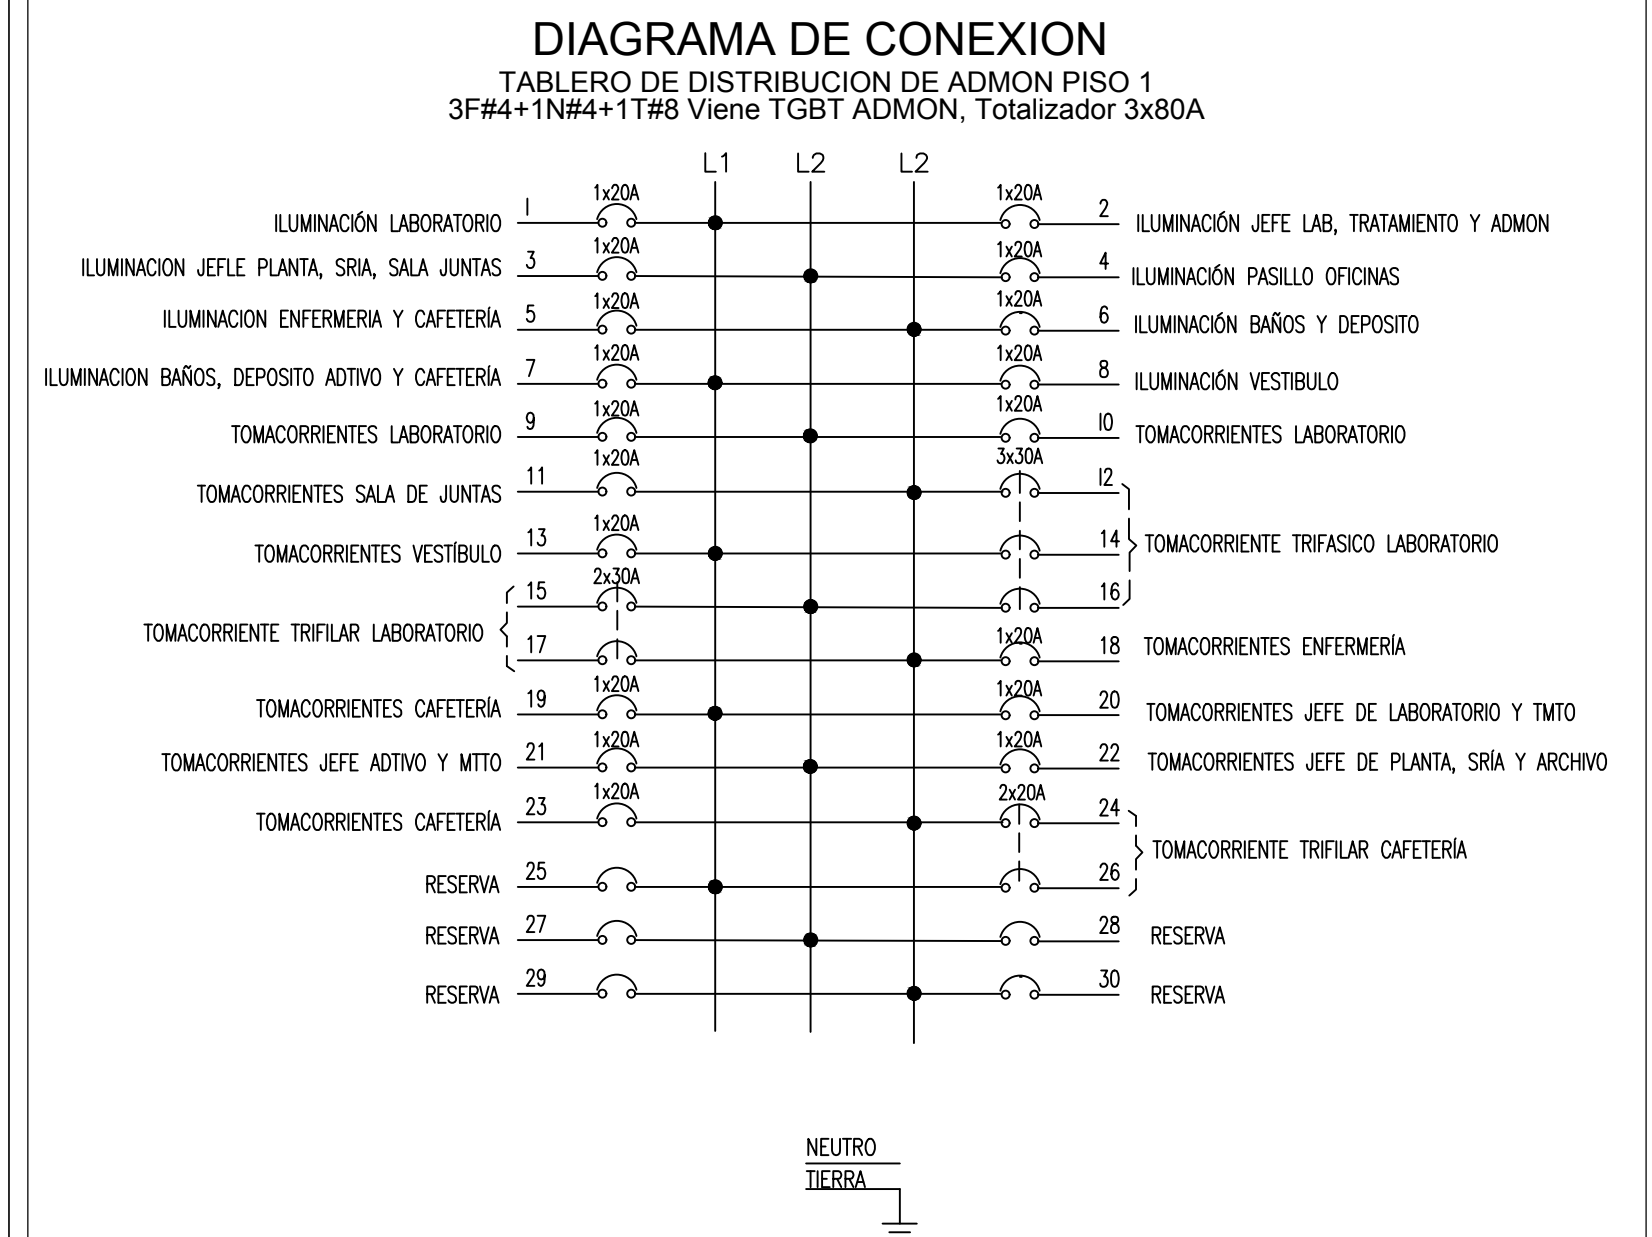 DIAGRAMA DE CONEXION
TABLERO DE DISTRIBUCION DE ADMON PISO 1
3F#4+1N#4+1T#8 Viene TGBT ADMON, Totalizador 3x80A
L1 L2 L2
ILUMINACIÓN LABORATORIO 1 1x20A 1x20A 2 ILUMINACIÓN JEFE LAB, TRATAMIENTO Y ADMON
ILUMINACION JEFLE PLANTA, SRIA, SALA JUNTAS 3 1x20A 1x20A 4 ILUMINACIÓN PASILLO OFICINAS
ILUMINACION ENFERMERIA Y CAFETERÍA 5 1x20A 1x20A 6 ILUMINACIÓN BAÑOS Y DEPOSITO
ILUMINACION BAÑOS, DEPOSITO ADTIVO Y CAFETERÍA 7 1x20A 1x20A 8 ILUMINACIÓN VESTIBULO
TOMACORRIENTES LABORATORIO 9 1x20A 1x20A 10 TOMACORRIENTES LABORATORIO
TOMACORRIENTES SALA DE JUNTAS 11 1x20A 3x30A 12
TOMACORRIENTES VESTÍBULO 13 1x20A 14 TOMACORRIENTE TRIFASICO LABORATORIO
15 2x30A 16
TOMACORRIENTE TRIFILAR LABORATORIO
17 1x20A 18 TOMACORRIENTES ENFERMERÍA
TOMACORRIENTES CAFETERÍA 19 1x20A 1x20A 20 TOMACORRIENTES JEFE DE LABORATORIO Y TMTO
TOMACORRIENTES JEFE ADTIVO Y MTTO 21 1x20A 1x20A 22 TOMACORRIENTES JEFE DE PLANTA, SRÍA Y ARCHIVO
TOMACORRIENTES CAFETERÍA 23 1x20A 2x20A 24
TOMACORRIENTE TRIFILAR CAFETERÍA
RESERVA 25 26
RESERVA 27 28 RESERVA
RESERVA 29 30 RESERVA
NEUTRO
TIERRA